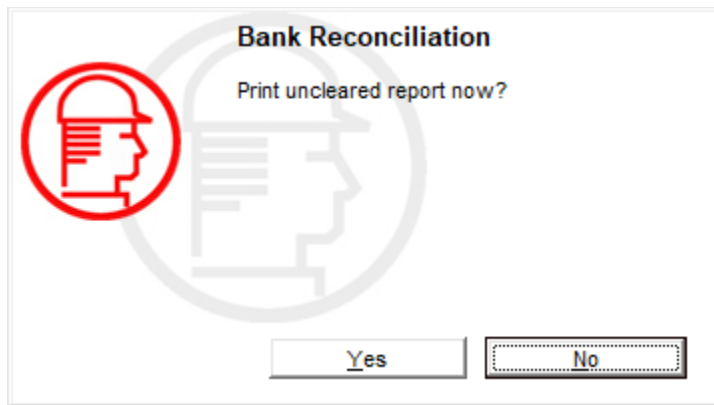 Bank Reconciliation
Print uncleared report now?
Yes
No